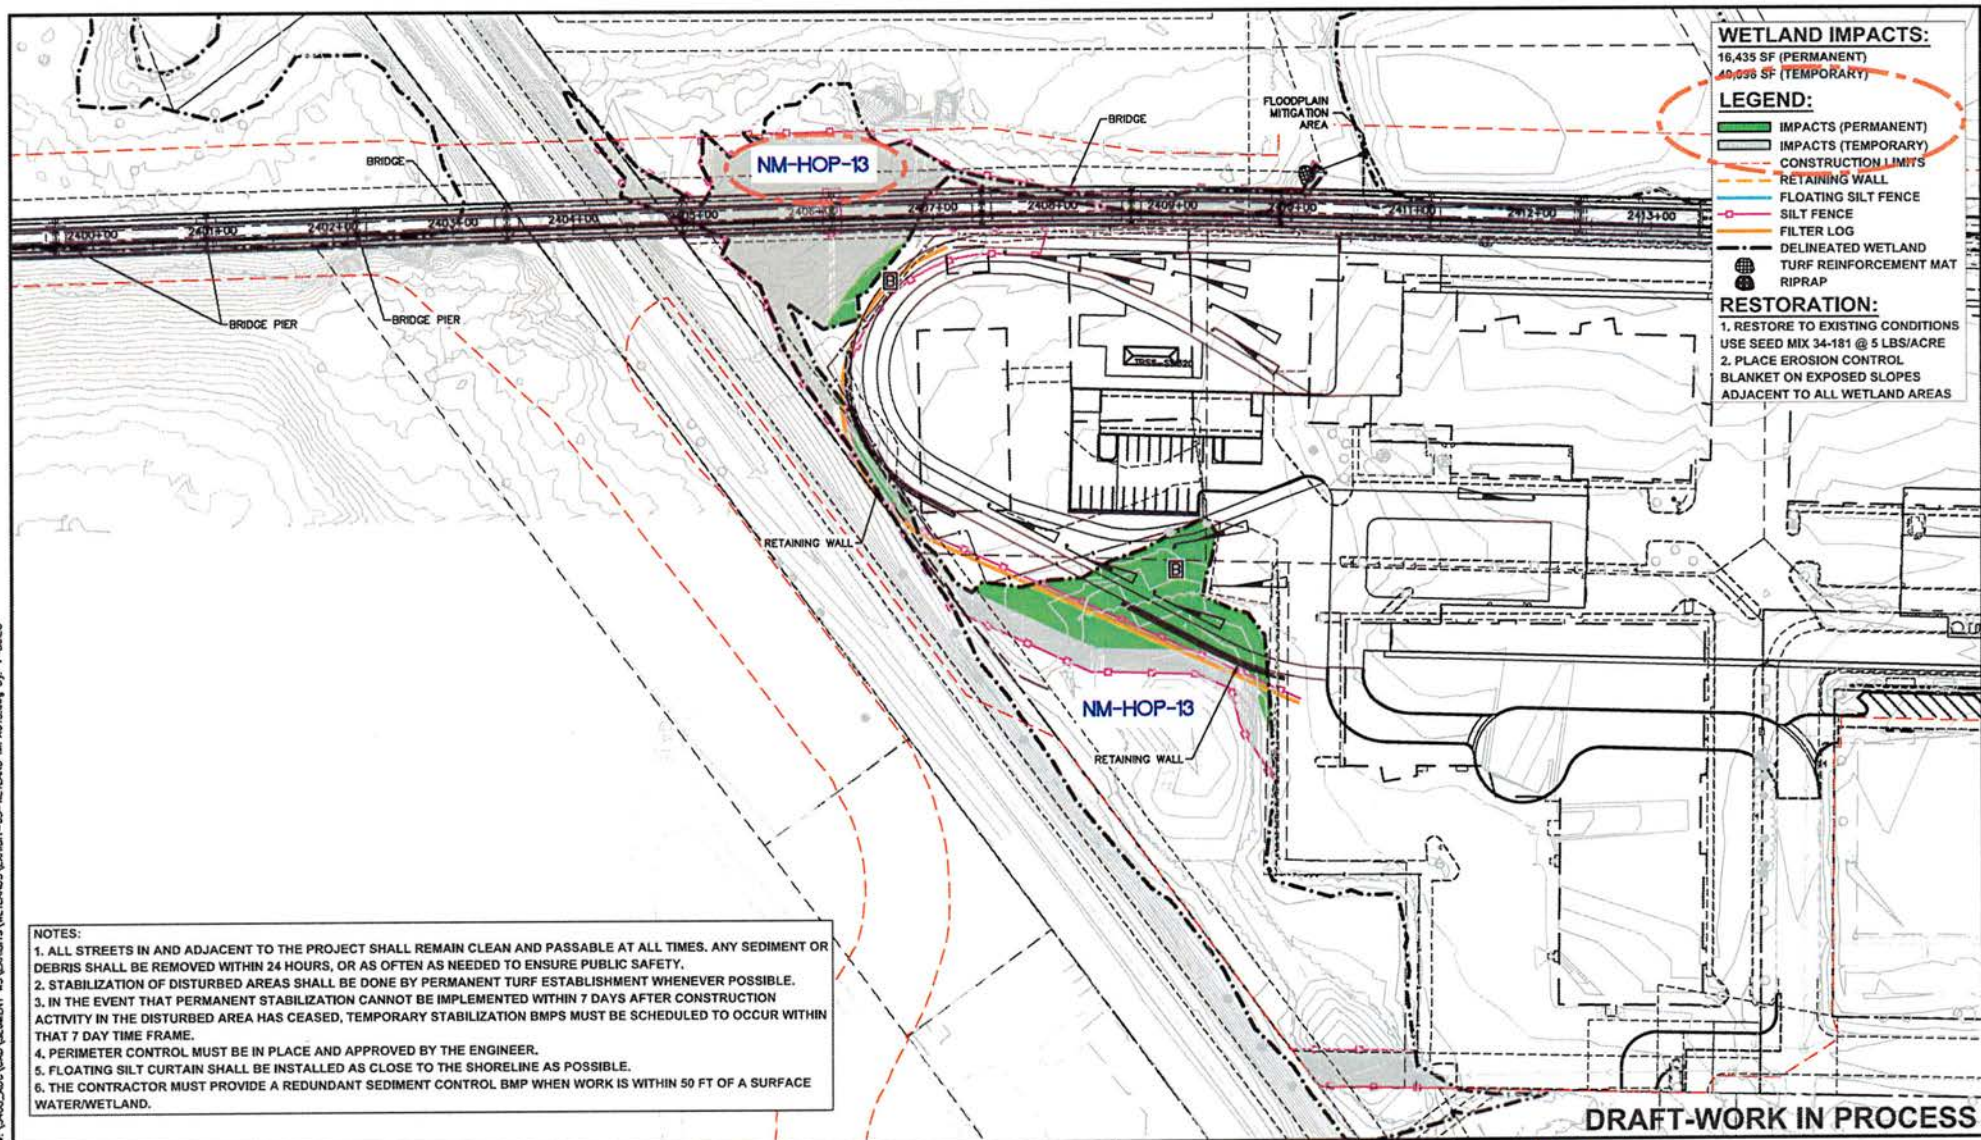 WETLAND IMPACTS:
16,435 SF (PERMANENT)
SF (TEMPORARY)
LEGEND:
IMPACTS (PERMANENT)
IMPACTS (TEMPORARY)
CONSTRUCTION LIMITS
RETAINING WALL
FLOATING SILT FENCE
SILT FENCE
FILTER LOG
DELINEATED WETLAND
TURF REINFORCEMENT MAT
RIPRAP
RESTORATION:
1. RESTORE TO EXISTING CONDITIONS
USE SEED MIX 34-181 @ 5 LBS/ACRE
2. PLACE EROSION CONTROL
BLANKET ON EXPOSED SLOPES
ADJACENT TO ALL WETLAND AREAS
FLOODPLAIN
MITIGATION
AREA
BRIDGE
BRIDGE
NM-HOP-13
2400+00
2401+00
2402+00
2403+00
2404+00
2405+00
2406+00
2407+00
2408+00
2409+00
2411+00
2412+00
2413+00
B
BRIDGE PIER
BRIDGE PIER
RETAINING WALL
B
NM-HOP-13
RETAINING WALL
NOTES:
1. ALL STREETS IN AND ADJACENT TO THE PROJECT SHALL REMAIN CLEAN AND PASSABLE AT ALL TIMES. ANY SEDIMENT OR
DEBRIS SHALL BE REMOVED WITHIN 24 HOURS, OR AS OFTEN AS NEEDED TO ENSURE PUBLIC SAFETY.
2. STABILIZATION OF DISTURBED AREAS SHALL BE DONE BY PERMANENT TURF ESTABLISHMENT WHENEVER POSSIBLE.
3. IN THE EVENT THAT PERMANENT STABILIZATION CANNOT BE IMPLEMENTED WITHIN 7 DAYS AFTER CONSTRUCTION
ACTIVITY IN THE DISTURBED AREA HAS CEASED, TEMPORARY STABILIZATION BMPS MUST BE SCHEDULED TO OCCUR WITHIN
THAT 7 DAY TIME FRAME.
4. PERIMETER CONTROL MUST BE IN PLACE AND APPROVED BY THE ENGINEER.
5. FLOATING SILT CURTAIN SHALL BE INSTALLED AS CLOSE TO THE SHORELINE AS POSSIBLE.
6. THE CONTRACTOR MUST PROVIDE A REDUNDANT SEDIMENT CONTROL BMP WHEN WORK IS WITHIN 50 FT OF A SURFACE
WATER/WETLAND.
DRAFT-WORK IN PROCESS